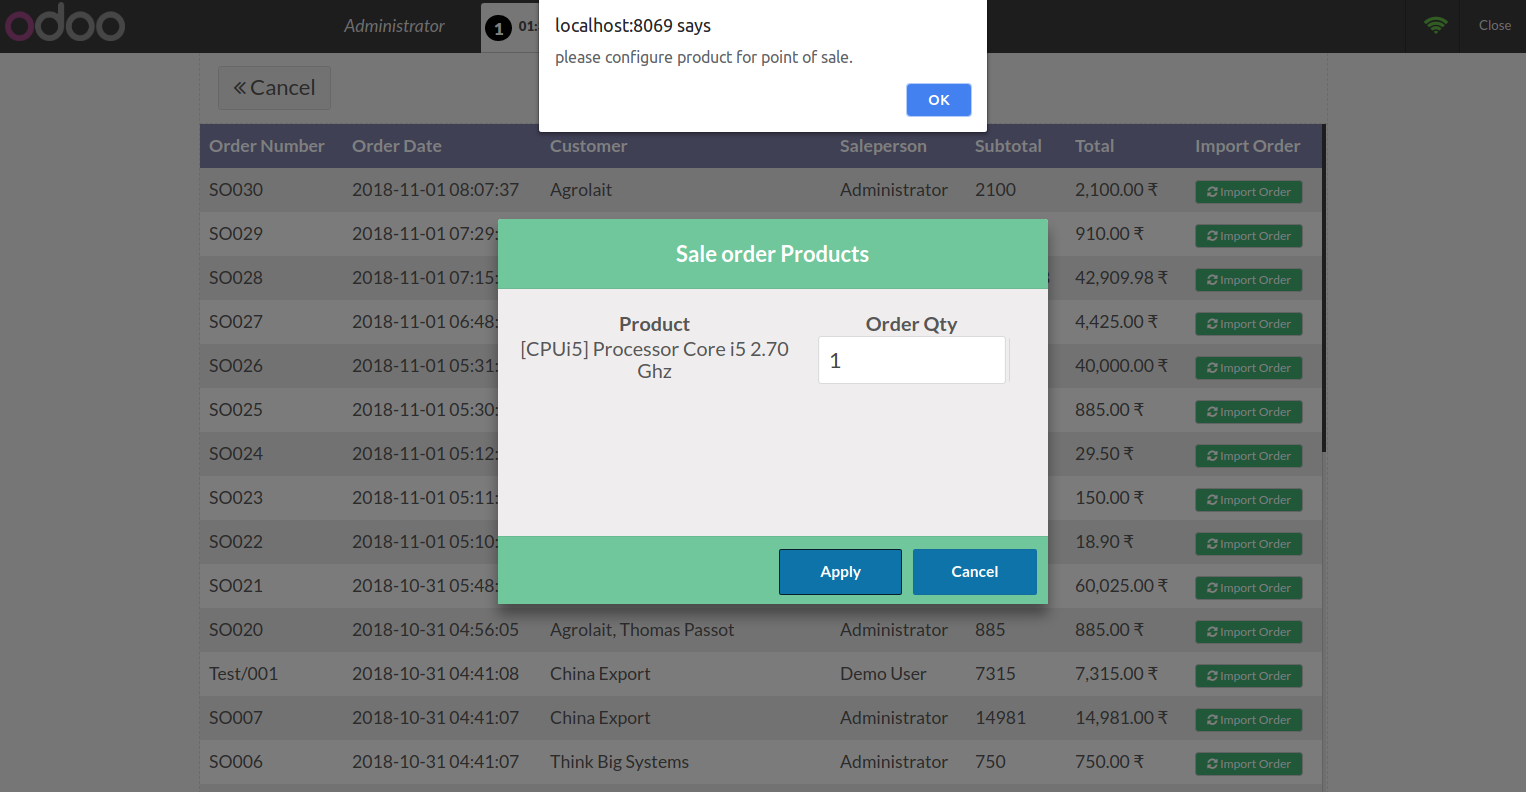 odoo
Administrator
1 01:
Close
localhost:8069 says
please configure product for point of sale.
OK
Cancel
Order Number Order Date Customer Saleperson Subtotal Total Import Order
SO030 2018-11-01 08:07:37 Agrolait Administrator 2100 2,100.00 ₹ Import Order
SO029 2018-11-01 07:29: 910.00 ₹ Import Order
SO028 2018-11-01 07:15: 42,909.98 ₹ Import Order
SO027 2018-11-01 06:48: 4,425.00 ₹ Import Order
SO026 2018-11-01 05:31: 40,000.00 ₹ Import Order
SO025 2018-11-01 05:30: 885.00 ₹ Import Order
SO024 2018-11-01 05:12: 29.50 ₹ Import Order
SO023 2018-11-01 05:11: 150.00 ₹ Import Order
SO022 2018-11-01 05:10: 18.90 ₹ Import Order
SO021 2018-10-31 05:48: 60,025.00 ₹ Import Order
SO020 2018-10-31 04:56:05 Agrolait, Thomas Passot Administrator 885 885.00 ₹ Import Order
Test/001 2018-10-31 04:41:08 China Export Demo User 7315 7,315.00 ₹ Import Order
SO007 2018-10-31 04:41:07 China Export Administrator 14981 14,981.00 ₹ Import Order
SO006 2018-10-31 04:41:07 Think Big Systems Administrator 750 750.00 ₹ Import Order
Sale order Products
Product Order Qty
[CPUi5] Processor Core i5 2.70
Ghz
1
Apply Cancel